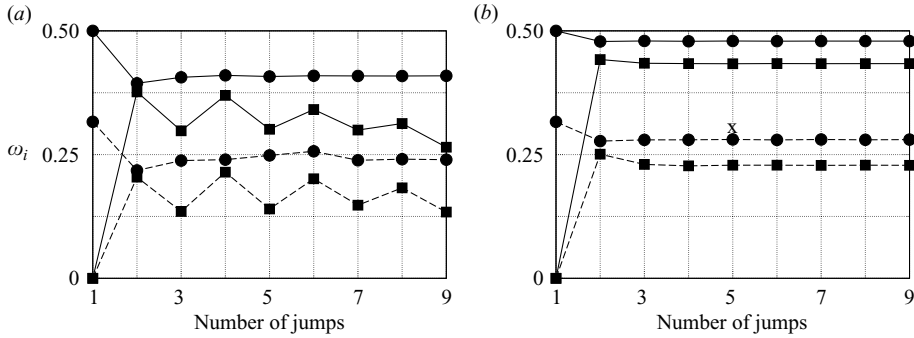 (a)
0.50
ω_i
0.25
0
1 3 5 7 9
Number of jumps
(b)
0.50
x
0.25
0
1 3 5 7 9
Number of jumps